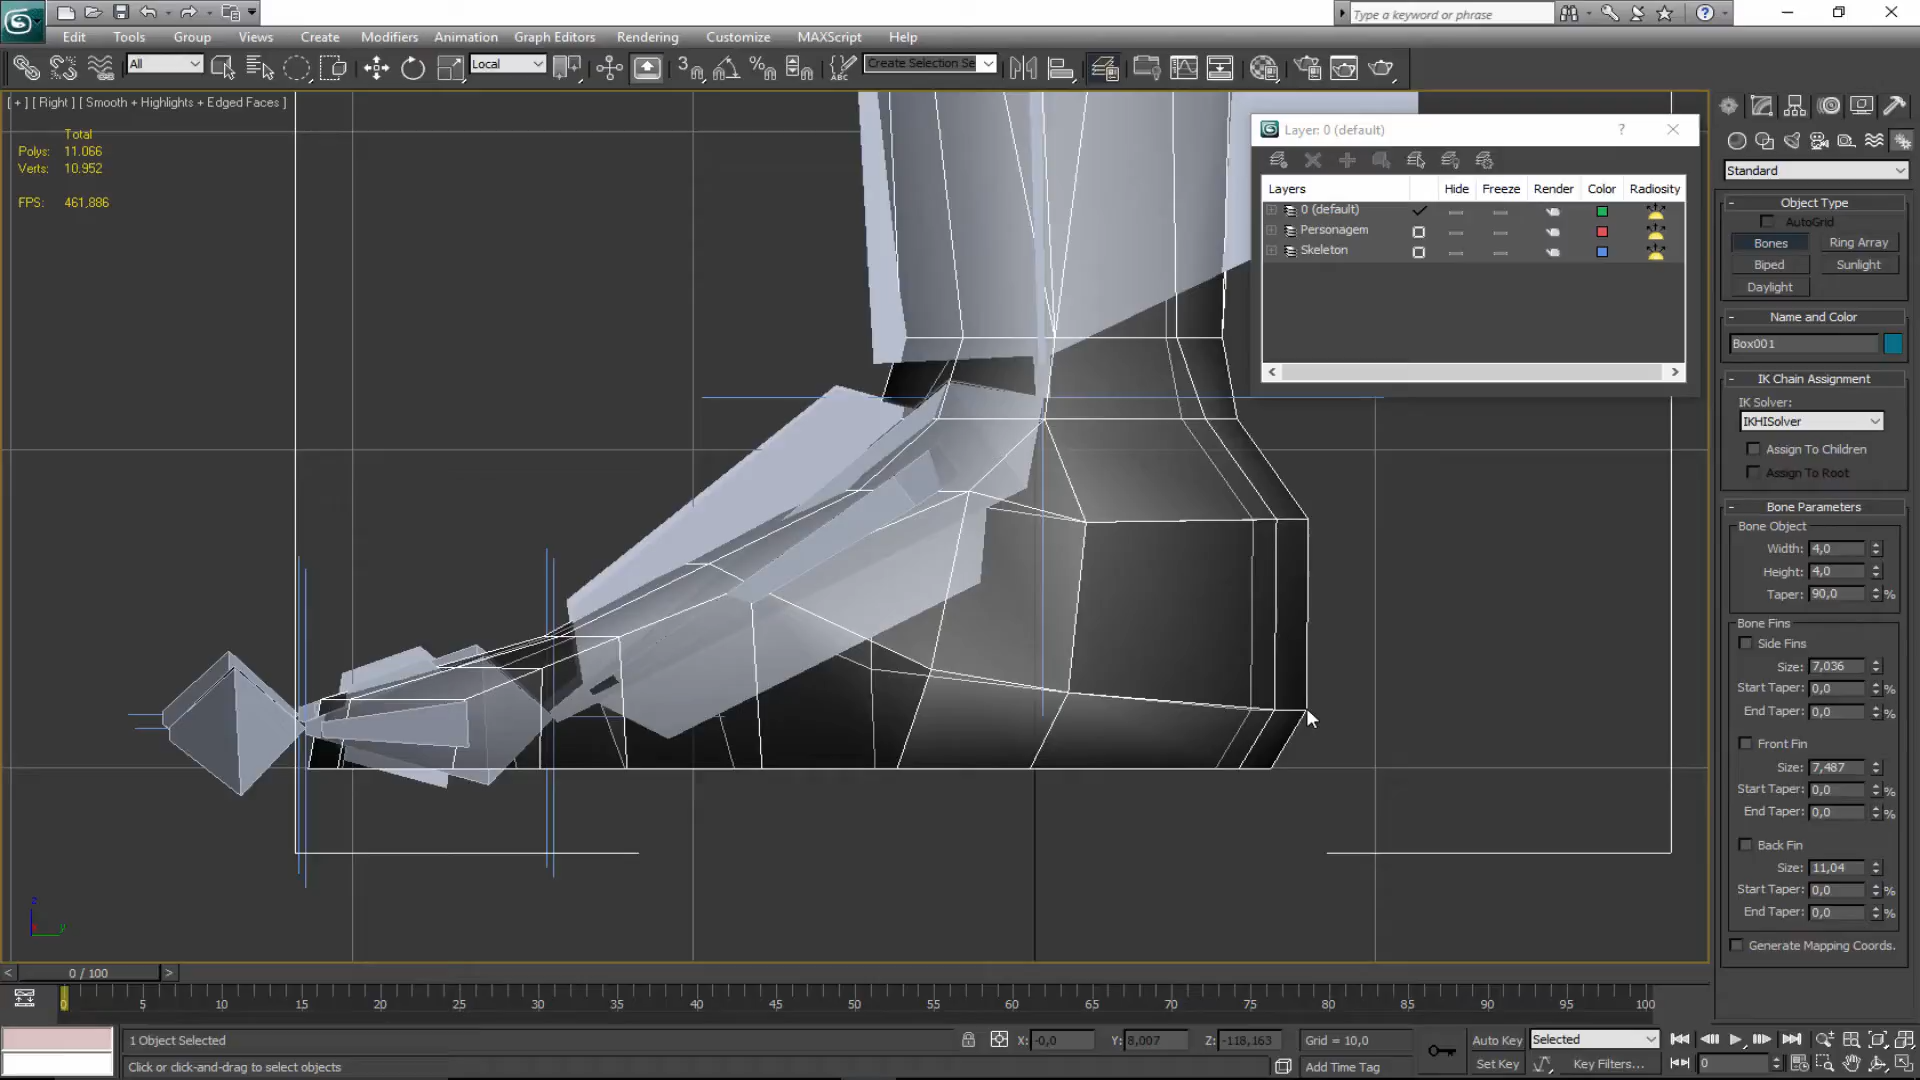 Type a keyword or phrase
Edit Tools Group Views Create Modifiers Animation Graph Editors Rendering Customize MAXScript Help
All Local 3 Create Selection Se
[ + ] [ Right ] [ Smooth + Highlights + Edged Faces ]
Total
Polys: 11.066
Verts: 10.952
FPS: 461,886
Layer: 0 (default) ?
Layers Hide Freeze Render Color Radiosity
0 (default)
Personagem
Skeleton
Standard
- Object Type
AutoGrid
Bones Ring Array
Biped Sunlight
Daylight
- Name and Color
Box001
- IK Chain Assignment
IK Solver:
IKHISolver
Assign To Children
Assign To Root
- Bone Parameters
Bone Object
Width: 4,0
Height: 4,0
Taper: 90,0 %
Bone Fins
Side Fins
Size: 7,036
Start Taper: 0,0 %
End Taper: 0,0 %
Front Fin
Size: 7,487
Start Taper: 0,0 %
End Taper: 0,0 %
Back Fin
Size: 11,04
Start Taper: 0,0 %
End Taper: 0,0 %
Generate Mapping Coords.
z
y
< 0 / 100 >
0 5 10 15 20 25 30 35 40 45 50 55 60 65 70 75 80 85 90 95 100
1 Object Selected X: -0,0 Y: 8,007 Z: -118,163 Grid = 10,0 Auto Key Selected
Click or click-and-drag to select objects Add Time Tag Set Key Key Filters... 0